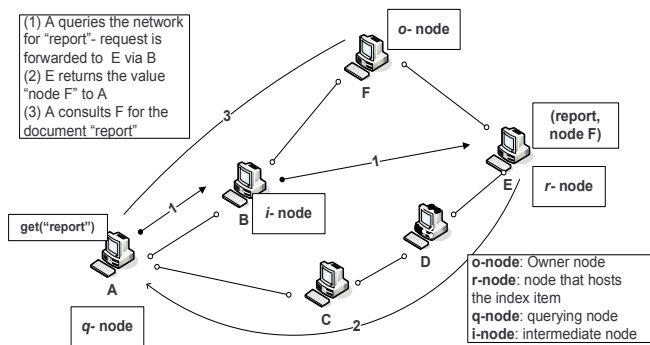 (1) A queries the network
for “report”- request is
forwarded to E via B
(2) E returns the value
“node F” to A
(3) A consults F for the
document “report”
o- node
F
3
(report,
node F)
1
E
r- node
B
i- node
1
get(“report”)
D
A
C
2
q- node
o-node: Owner node
r-node: node that hosts
the index item
q-node: querying node
i-node: intermediate node